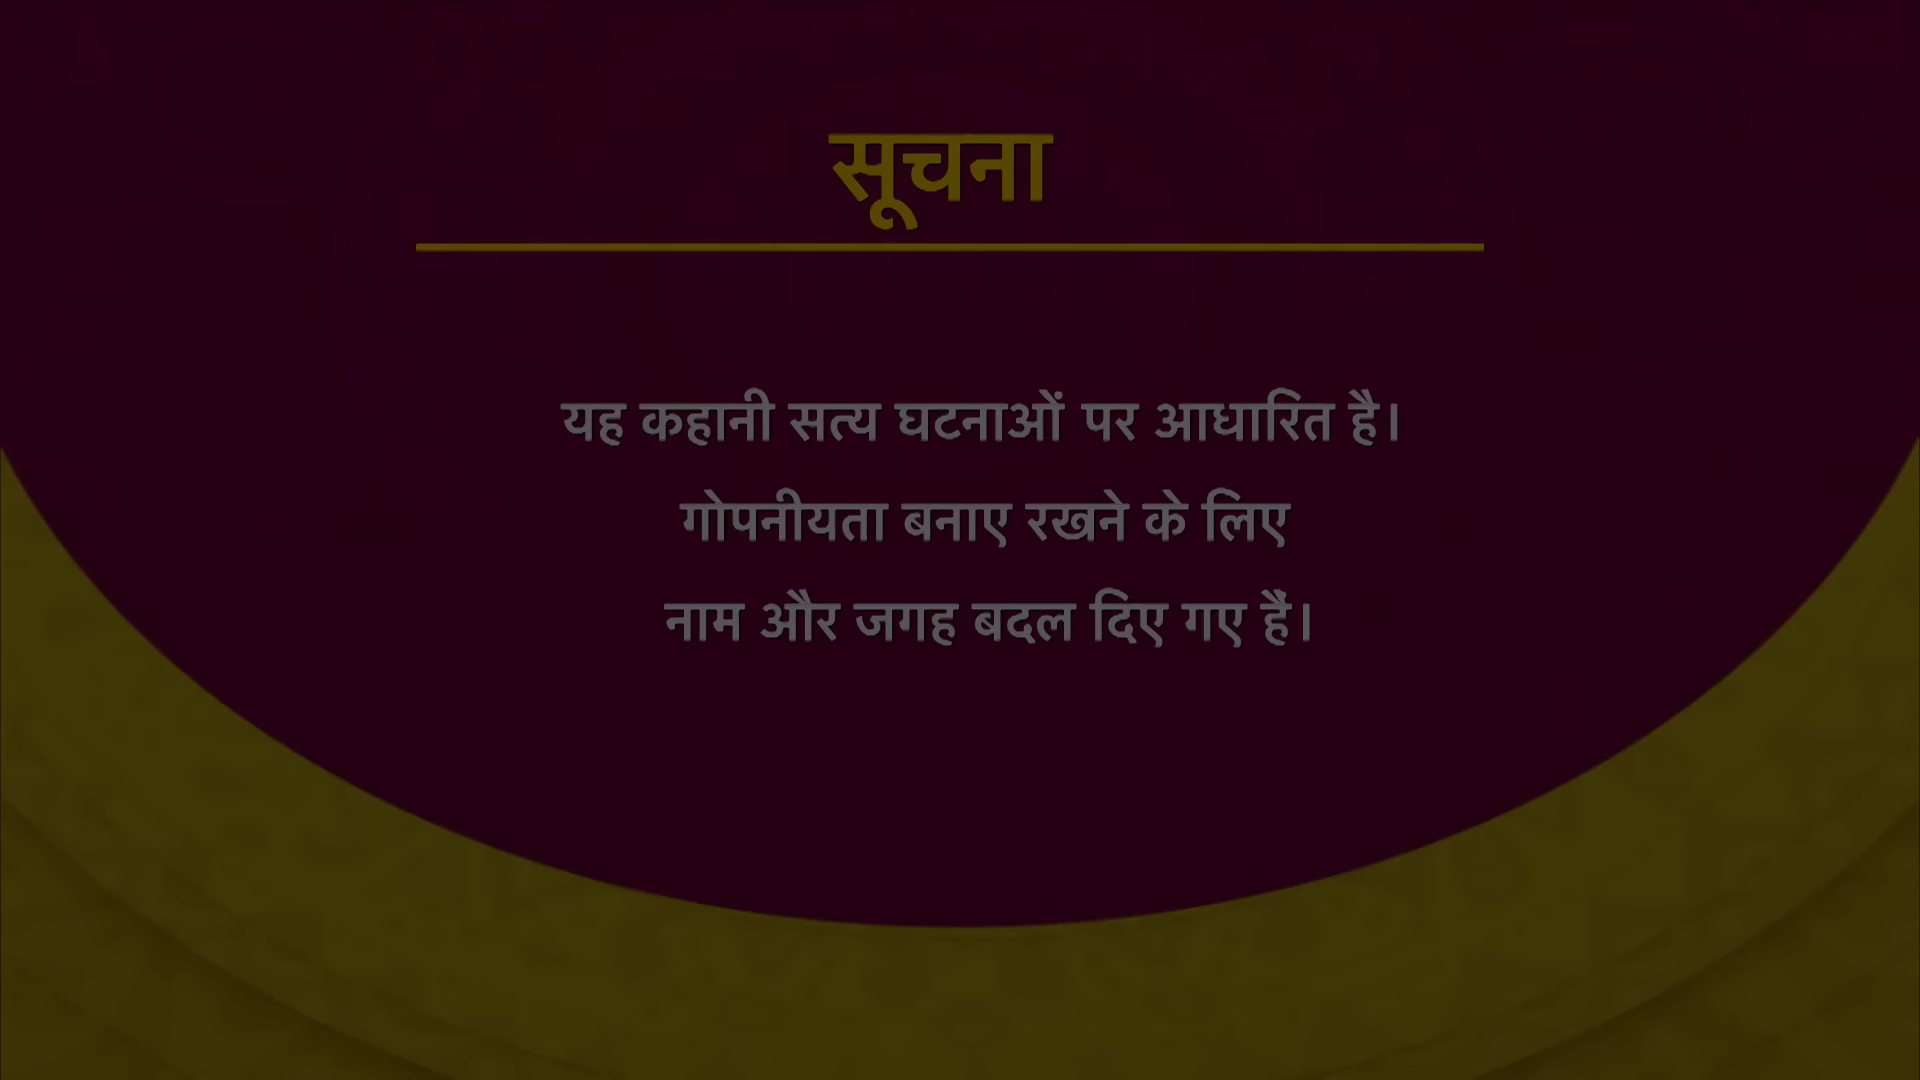 सूचना
यह कहानी सत्य घटनाओं पर आधारित है।
गोपनीयता बनाए रखने के लिए
नाम और जगह बदल दिए गए हैं।